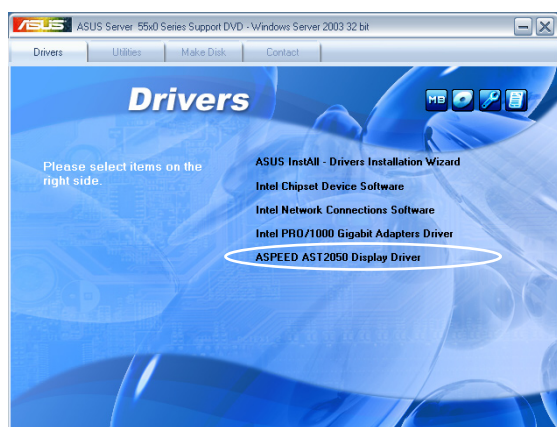 ASUS ASUS Server 55x0 Series Support DVD - Windows Server 2003 32 bit
Drivers Utilities Make Disk Contact
Drivers
MB
Please select items on the
right side.
ASUS InstAll - Drivers Installation Wizard
Intel Chipset Device Software
Intel Network Connections Software
Intel PRO/1000 Gigabit Adapters Driver
ASPEED AST2050 Display Driver